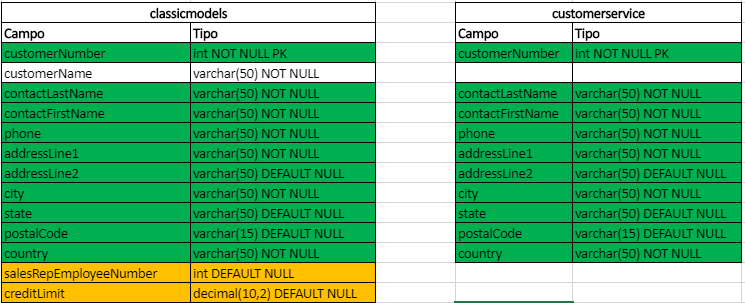 classicmodels customerservice
Campo Tipo Campo Tipo
customerNumber int NOT NULL PK customerNumber int NOT NULL PK
customerName varchar(50) NOT NULL
contactLastName varchar(50) NOT NULL contactLastName varchar(50) NOT NULL
contactFirstName varchar(50) NOT NULL contactFirstName varchar(50) NOT NULL
phone varchar(50) NOT NULL phone varchar(50) NOT NULL
addressLine1 varchar(50) NOT NULL addressLine1 varchar(50) NOT NULL
addressLine2 varchar(50) DEFAULT NULL addressLine2 varchar(50) DEFAULT NULL
city varchar(50) NOT NULL city varchar(50) NOT NULL
state varchar(50) DEFAULT NULL state varchar(50) DEFAULT NULL
postalCode varchar(15) DEFAULT NULL postalCode varchar(15) DEFAULT NULL
country varchar(50) NOT NULL country varchar(50) NOT NULL
salesRepEmployeeNumber int DEFAULT NULL
creditLimit decimal(10,2) DEFAULT NULL